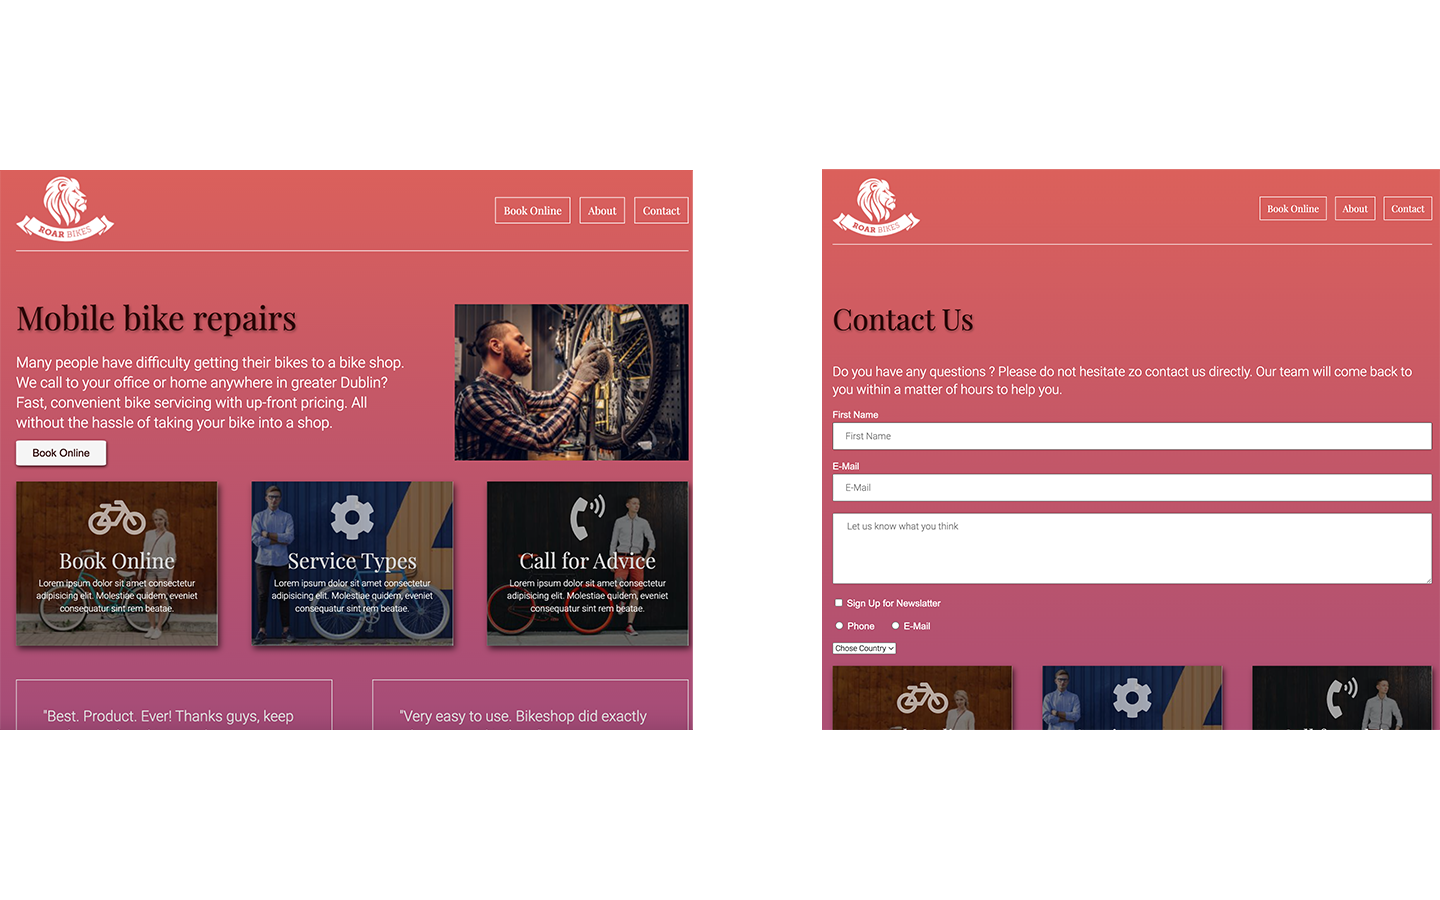 ROAR BIKES
Book Online
About
Contact
Mobile bike repairs
Many people have difficulty getting their bikes to a bike shop.
We call to your office or home anywhere in greater Dublin?
Fast, convenient bike servicing with up-front pricing. All
without the hassle of taking your bike into a shop.
Book Online
Book Online
Lorem ipsum dolor sit amet consectetur
adipisicing elit. Molestiae quidem, eveniet
consequatur sint rem beatae.
Service Types
Lorem ipsum dolor sit amet consectetur
adipisicing elit. Molestiae quidem, eveniet
consequatur sint rem beatae.
Call for Advice
Lorem ipsum dolor sit amet consectetur
adipisicing elit. Molestiae quidem, eveniet
consequatur sint rem beatae.
"Best. Product. Ever! Thanks guys, keep
"Very easy to use. Bikeshop did exactly
ROAR BIKES
Book Online
About
Contact
Contact Us
Do you have any questions ? Please do not hesitate zo contact us directly. Our team will come back to
you within a matter of hours to help you.
First Name
First Name
E-Mail
E-Mail
Let us know what you think
Sign Up for Newslatter
Phone
E-Mail
Chose Country